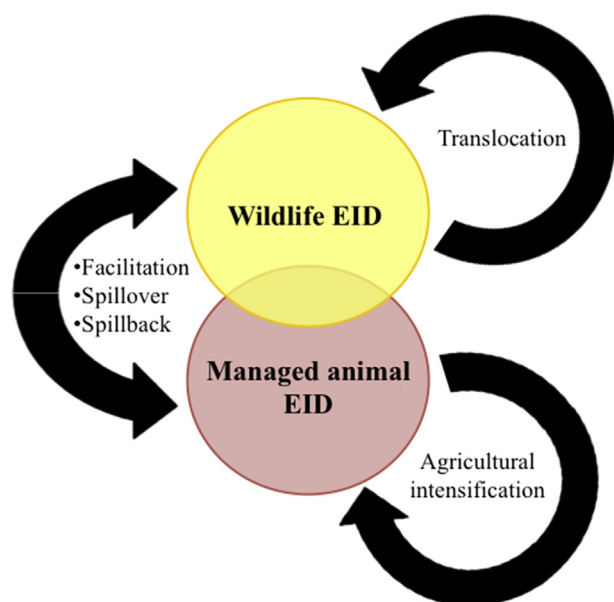 Translocation
Wildlife EID
•Facilitation
•Spillover
•Spillback
Managed animal
EID
Agricultural
intensification